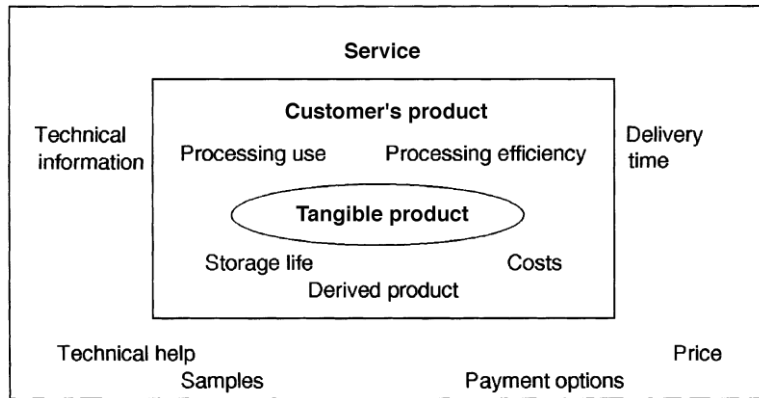 Service
Customer's product
Technical
information
Delivery
time
Processing use
Processing efficiency
Tangible product
Storage life
Costs
Derived product
Technical help
Price
Samples
Payment options